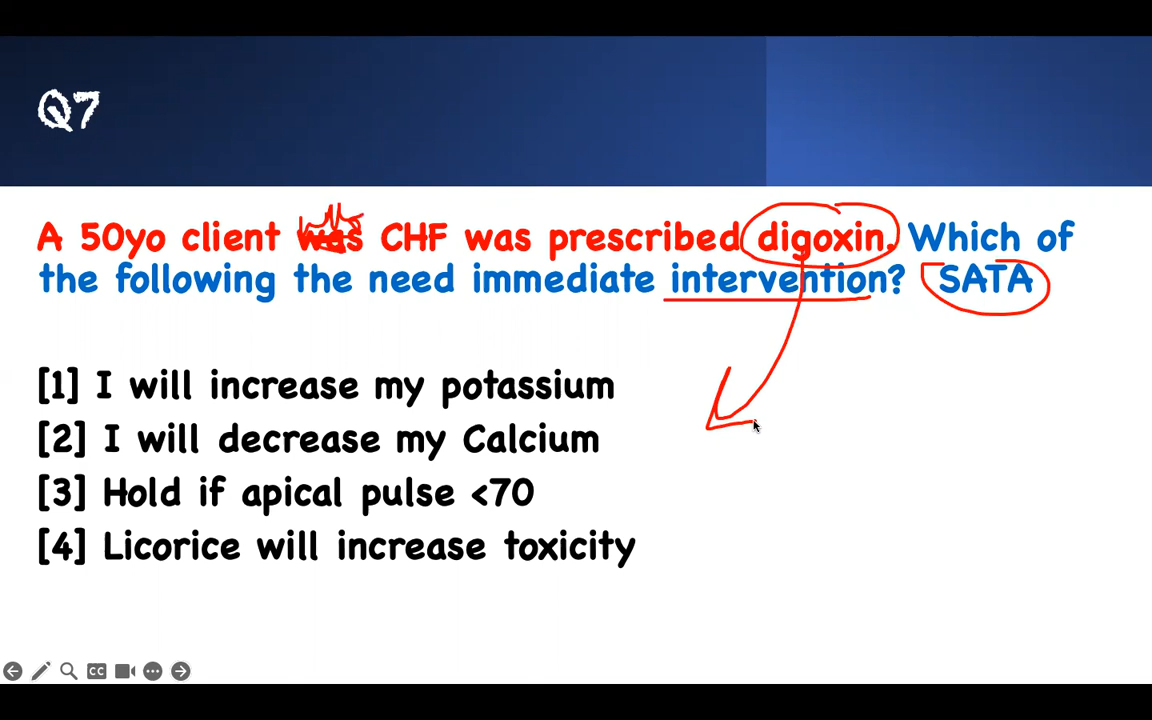 Q7
A 50yo client was CHF was prescribed digoxin. Which of
the following the need immediate intervention? SATA
[1] I will increase my potassium
[2] I will decrease my Calcium
[3] Hold if apical pulse <70
[4] Licorice will increase toxicity
CC